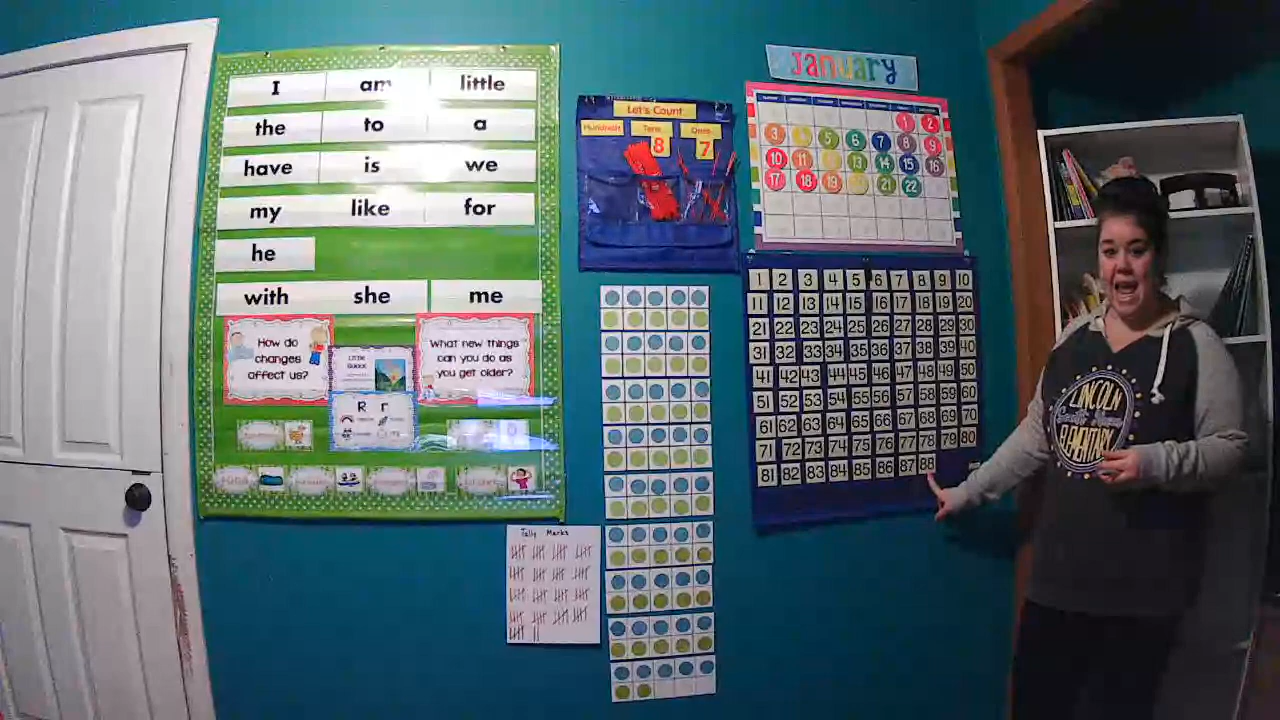 I am little
the to a
have is we
my like for
he
with she me
How do
changes
affect us?
What new things
can you do as
you get older?
R r
Tally Marks
Let's Count
Hundreds Tens Ones
8 7
January
1 2
3 5 6 7 8 9
10 11 13 14 15 16
17 18 19 21 22
1 2 3 4 5 6 7 8 9 10
11 12 13 14 15 16 17 18 19 20
21 22 23 24 25 26 27 28 29 30
31 32 33 34 35 36 37 38 39 40
41 42 43 44 45 46 47 48 49 50
51 52 53 54 55 56 57 58 59 60
61 62 63 64 65 66 67 68 69 70
71 72 73 74 75 76 77 78 79 80
81 82 83 84 85 86 87 88
LINCOLN
ELEMENTARY